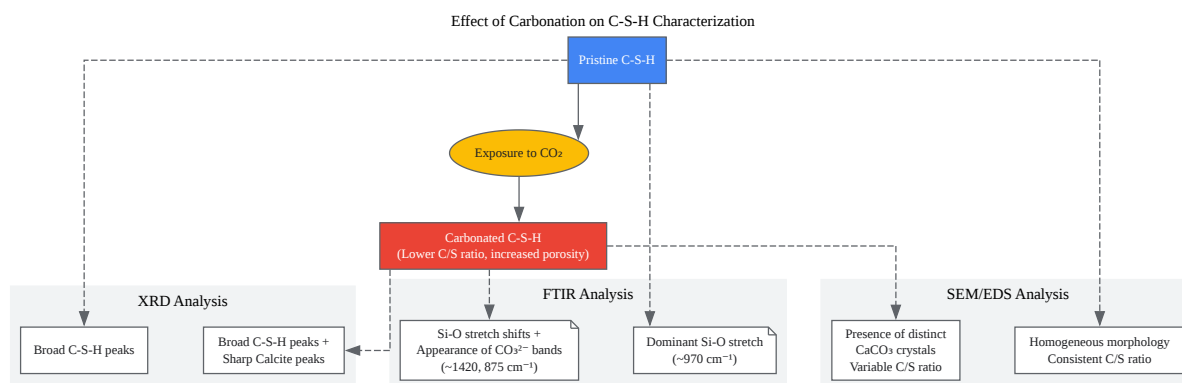 Effect of Carbonation on C-S-H Characterization
Pristine C-S-H
Exposure to CO₂
Carbonated C-S-H
(Lower C/S ratio, increased porosity)
XRD Analysis
Broad C-S-H peaks
Broad C-S-H peaks +
Sharp Calcite peaks
FTIR Analysis
Si-O stretch shifts +
Appearance of CO₃²⁻ bands
(~1420, 875 cm⁻¹)
Dominant Si-O stretch
(~970 cm⁻¹)
SEM/EDS Analysis
Presence of distinct
CaCO₃ crystals
Variable C/S ratio
Homogeneous morphology
Consistent C/S ratio